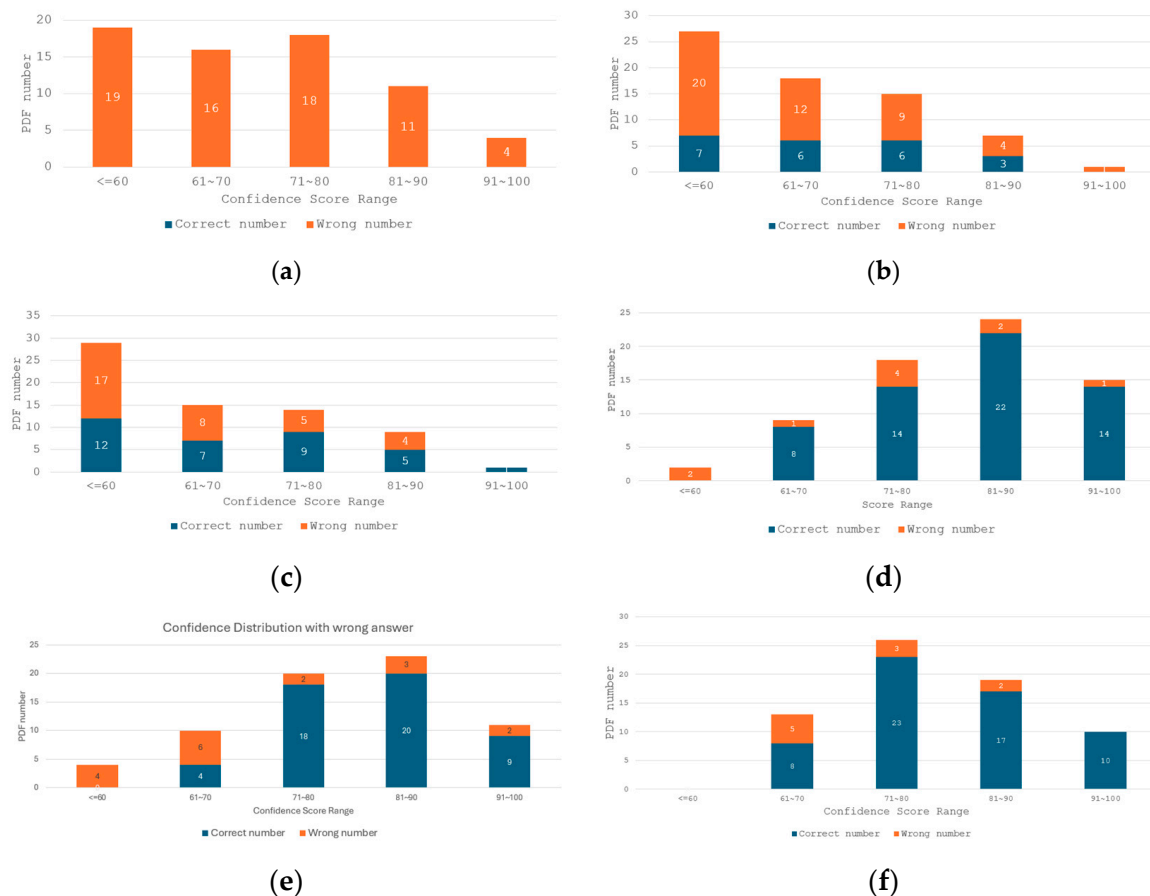 20
15
10
5
0
PDF number
19
16
18
11
4
<=60 61~70 71~80 81~90 91~100
Confidence Score Range
Correct number Wrong number
(a)
30
25
20
15
10
5
0
PDF number
20
12
9
4
7
6
6
3
<=60 61~70 71~80 81~90 91~100
Confidence Score Range
Correct number Wrong number
(b)
35
30
25
20
15
10
5
0
PDF number
17
8
5
4
12
7
9
5
<=60 61~70 71~80 81~90 91~100
Confidence Score Range
Correct number Wrong number
(c)
25
20
15
10
5
0
PDF number
2
1
4
2
1
8
14
22
14
<=60 61~70 71~80 81~90 91~100
Score Range
Correct number Wrong number
(d)
Confidence Distribution with wrong answer
25
20
15
10
5
0
PDF number
4
6
2
3
2
0
4
18
20
9
<=60 61–70 71–80 81–90 91–100
Confidence Score Range
Correct number Wrong number
(e)
30
25
20
15
10
5
0
PDF number
5
3
2
8
23
17
10
<=60 61~70 71~80 81~90 91~100
Confidence Score Range
Correct number Wrong number
(f)